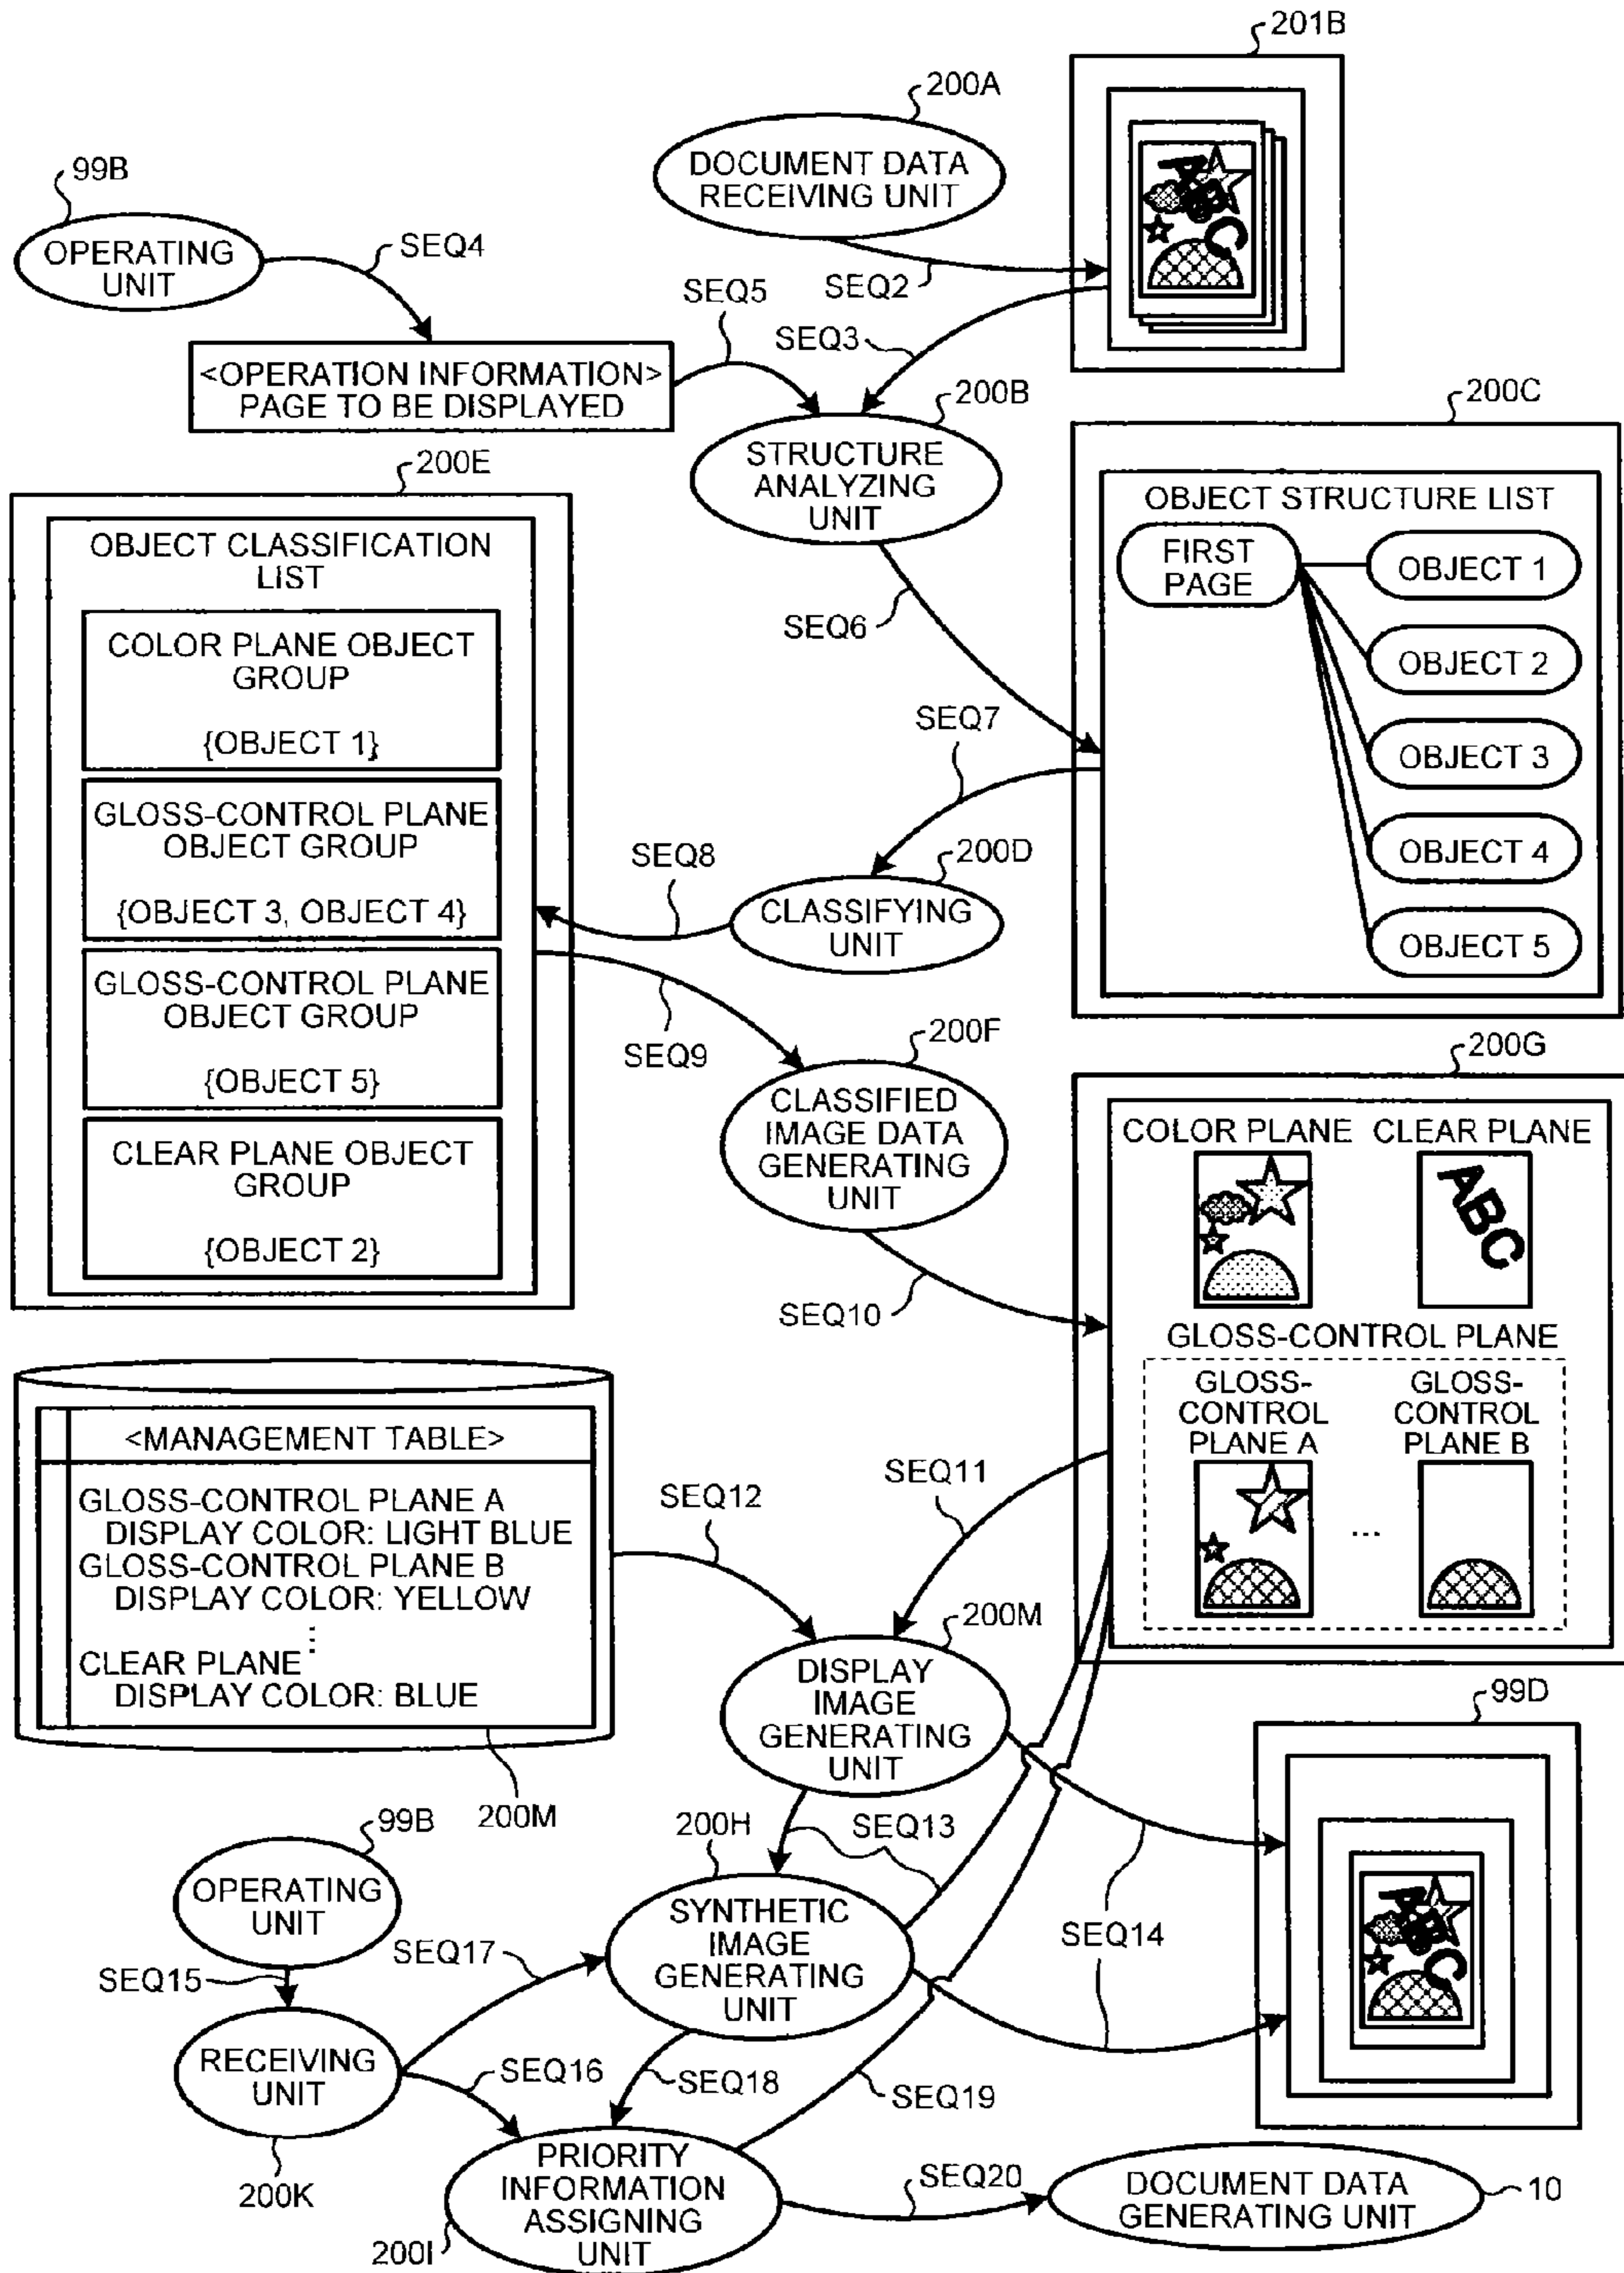 201B
200A
DOCUMENT DATA
RECEIVING UNIT
ABC
99B
OPERATING
UNIT
SEQ4
SEQ2
SEQ5
SEQ3
<OPERATION INFORMATION>
PAGE TO BE DISPLAYED
200B
STRUCTURE
ANALYZING
UNIT
200C
OBJECT STRUCTURE LIST
FIRST
PAGE
OBJECT 1
OBJECT 2
OBJECT 3
OBJECT 4
OBJECT 5
200E
OBJECT CLASSIFICATION
LIST
COLOR PLANE OBJECT
GROUP
{OBJECT 1}
GLOSS-CONTROL PLANE
OBJECT GROUP
{OBJECT 3, OBJECT 4}
GLOSS-CONTROL PLANE
OBJECT GROUP
{OBJECT 5}
CLEAR PLANE OBJECT
GROUP
{OBJECT 2}
SEQ6
SEQ7
SEQ8
200D
CLASSIFYING
UNIT
SEQ9
200F
CLASSIFIED
IMAGE DATA
GENERATING
UNIT
SEQ10
200G
COLOR PLANE
CLEAR PLANE
ABC
GLOSS-CONTROL PLANE
GLOSS-
CONTROL
PLANE A
...
GLOSS-
CONTROL
PLANE B
<MANAGEMENT TABLE>
GLOSS-CONTROL PLANE A
DISPLAY COLOR: LIGHT BLUE
GLOSS-CONTROL PLANE B
DISPLAY COLOR: YELLOW
⋮
CLEAR PLANE
DISPLAY COLOR: BLUE
200M
SEQ12
SEQ11
200M
DISPLAY
IMAGE
GENERATING
UNIT
99D
ABC
99B
OPERATING
UNIT
200H
SEQ13
SYNTHETIC
IMAGE
GENERATING
UNIT
SEQ14
SEQ15
SEQ17
RECEIVING
UNIT
200K
SEQ16
SEQ18
SEQ19
PRIORITY
INFORMATION
ASSIGNING
UNIT
200I
SEQ20
DOCUMENT DATA
GENERATING UNIT
10